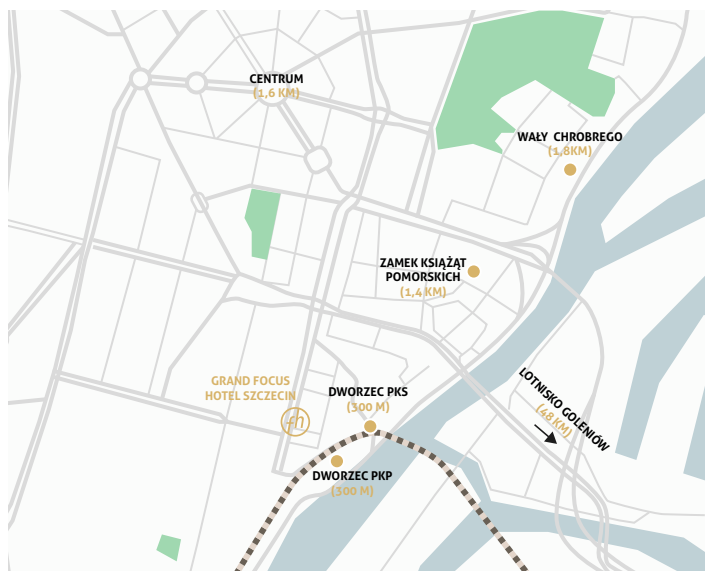 CENTRUM
(1,6 KM)
WAŁY CHROBREGO
(1,8KM)
ZAMEK KSIĄŻĄT
POMORSKICH
(1,4 KM)
GRAND FOCUS
HOTEL SZCZECIN
fh
DWORZEC PKS
(300 M)
LOTNISKO GOLENIÓW
(48 KM)
DWORZEC PKP
(300 M)